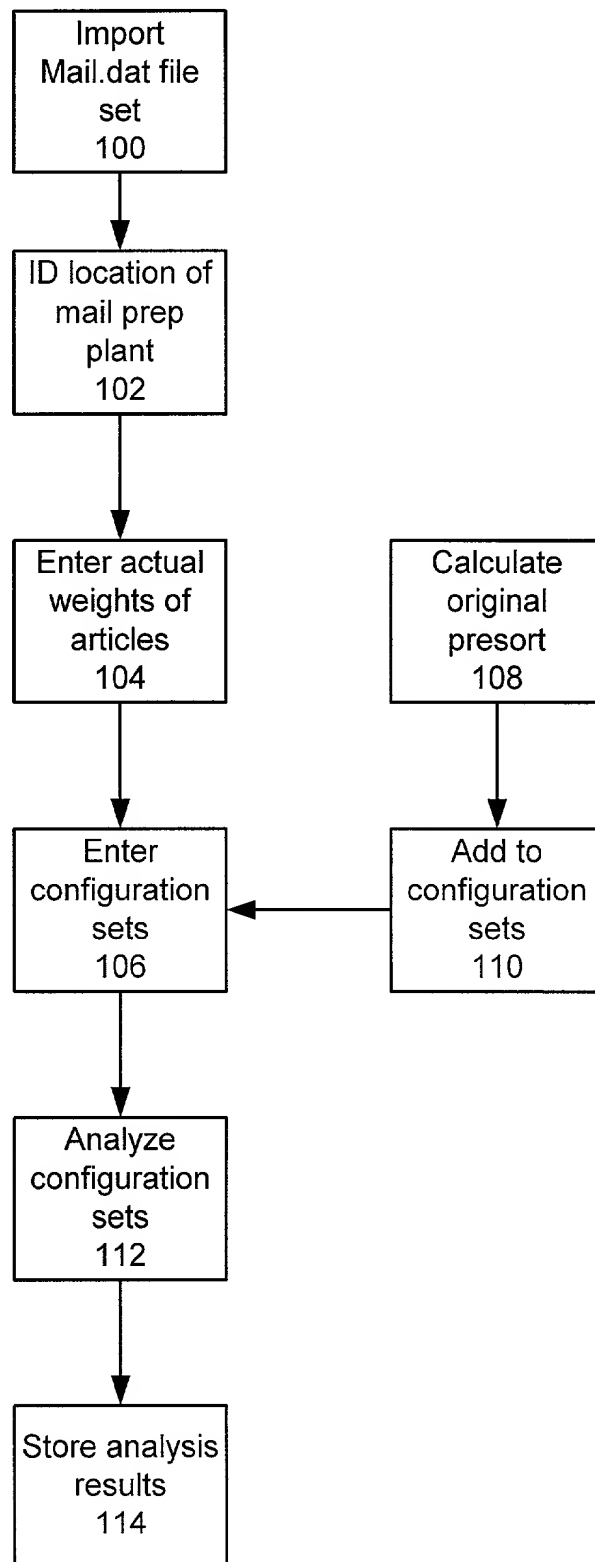 Import
Mail.dat file
set
100
ID location of
mail prep
plant
102
Enter actual
weights of
articles
104
Calculate
original
presort
108
Enter
configuration
sets
106
Add to
configuration
sets
110
Analyze
configuration
sets
112
Store analysis
results
114